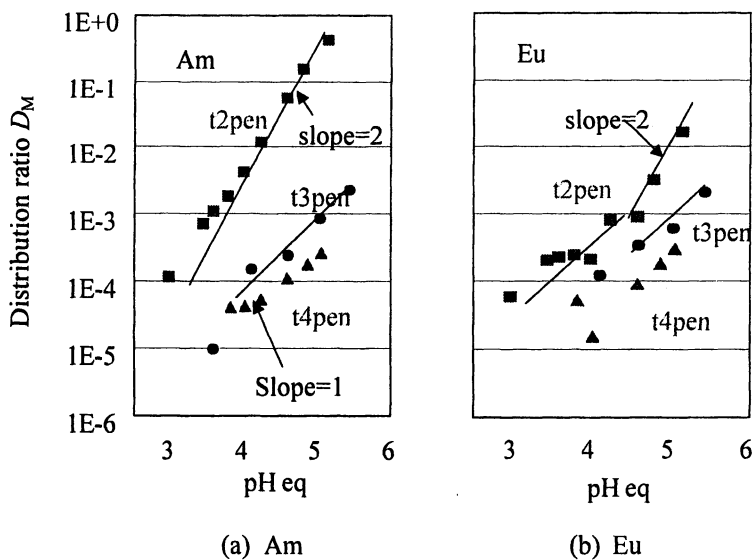 Distribution ratio D_M
1E+0
1E-1
1E-2
1E-3
1E-4
1E-5
1E-6
Am
t2pen
slope=2
t3pen
t4pen
Slope=1
3 4 5 6
pH eq
(a) Am
Eu
slope=2
t2pen
t3pen
t4pen
3 4 5 6
pH eq
(b) Eu